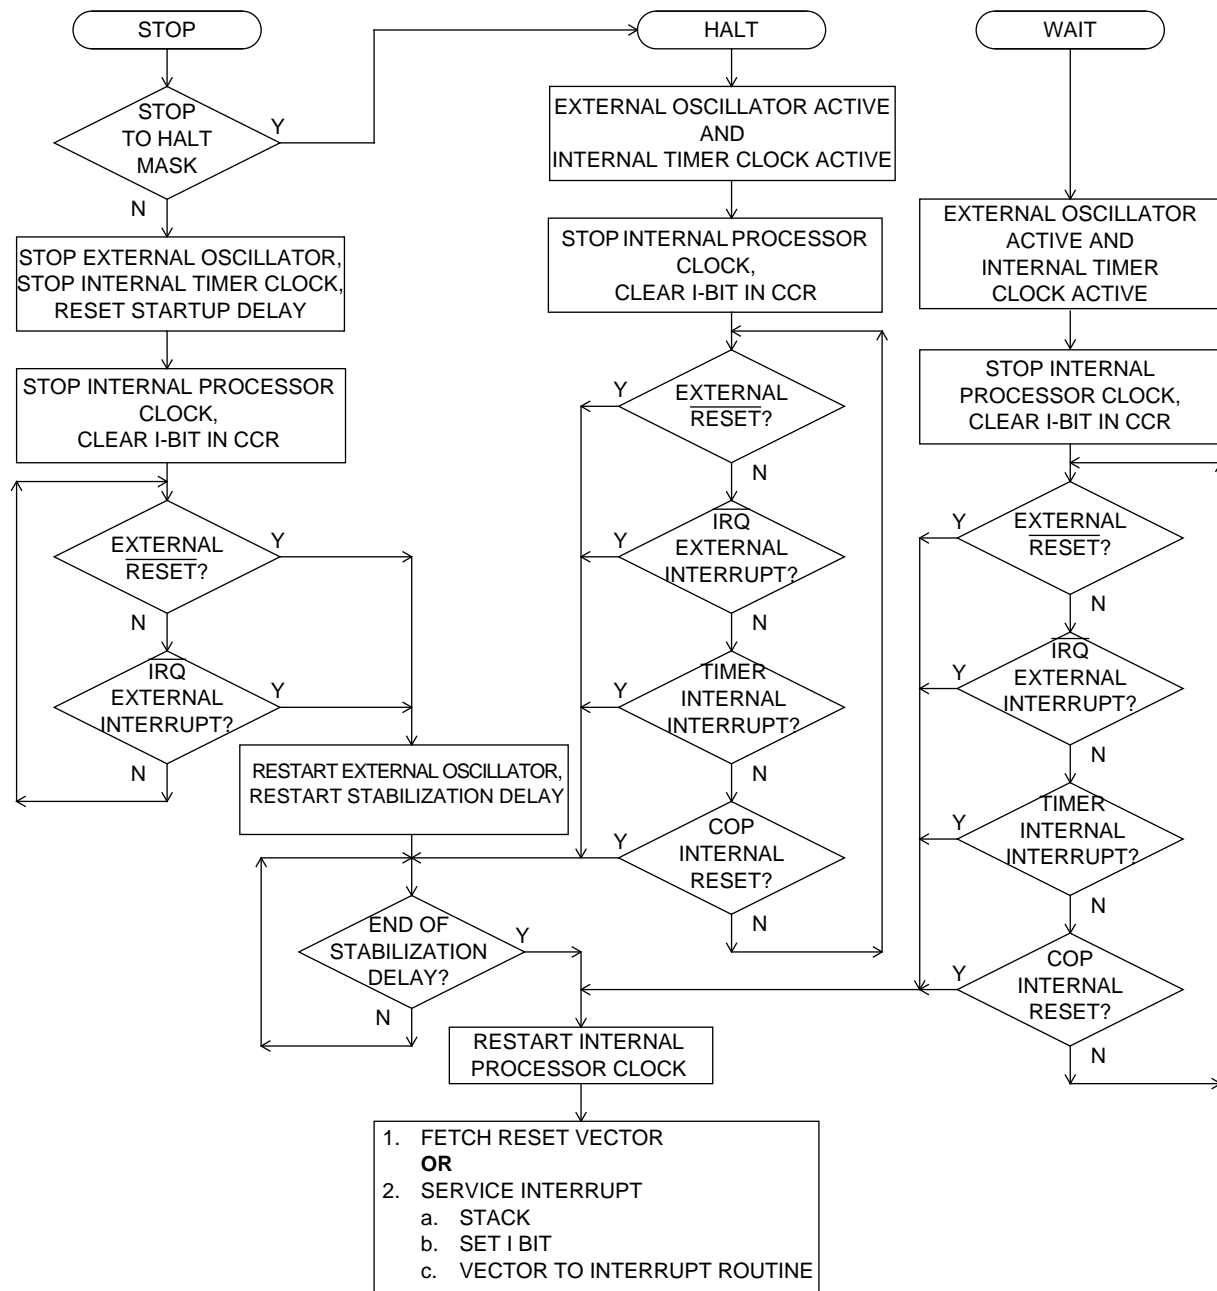 STOP
STOP
TO HALT
MASK
Y
N
STOP EXTERNAL OSCILLATOR,
STOP INTERNAL TIMER CLOCK,
RESET STARTUP DELAY
STOP INTERNAL PROCESSOR
CLOCK,
CLEAR I-BIT IN CCR
EXTERNAL
RESET?
Y
N
IRQ
EXTERNAL
INTERRUPT?
Y
N
RESTART EXTERNAL OSCILLATOR,
RESTART STABILIZATION DELAY
END OF
STABILIZATION
DELAY?
Y
N
HALT
EXTERNAL OSCILLATOR ACTIVE
AND
INTERNAL TIMER CLOCK ACTIVE
STOP INTERNAL PROCESSOR
CLOCK,
CLEAR I-BIT IN CCR
Y
EXTERNAL
RESET?
N
Y
IRQ
EXTERNAL
INTERRUPT?
N
Y
TIMER
INTERNAL
INTERRUPT?
N
Y
COP
INTERNAL
RESET?
N
WAIT
EXTERNAL OSCILLATOR
ACTIVE AND
INTERNAL TIMER
CLOCK ACTIVE
STOP INTERNAL
PROCESSOR CLOCK,
CLEAR I-BIT IN CCR
Y
EXTERNAL
RESET?
N
Y
IRQ
EXTERNAL
INTERRUPT?
N
Y
TIMER
INTERNAL
INTERRUPT?
N
Y
COP
INTERNAL
RESET?
N
RESTART INTERNAL
PROCESSOR CLOCK
1. FETCH RESET VECTOR
OR
2. SERVICE INTERRUPT
a. STACK
b. SET I BIT
c. VECTOR TO INTERRUPT ROUTINE